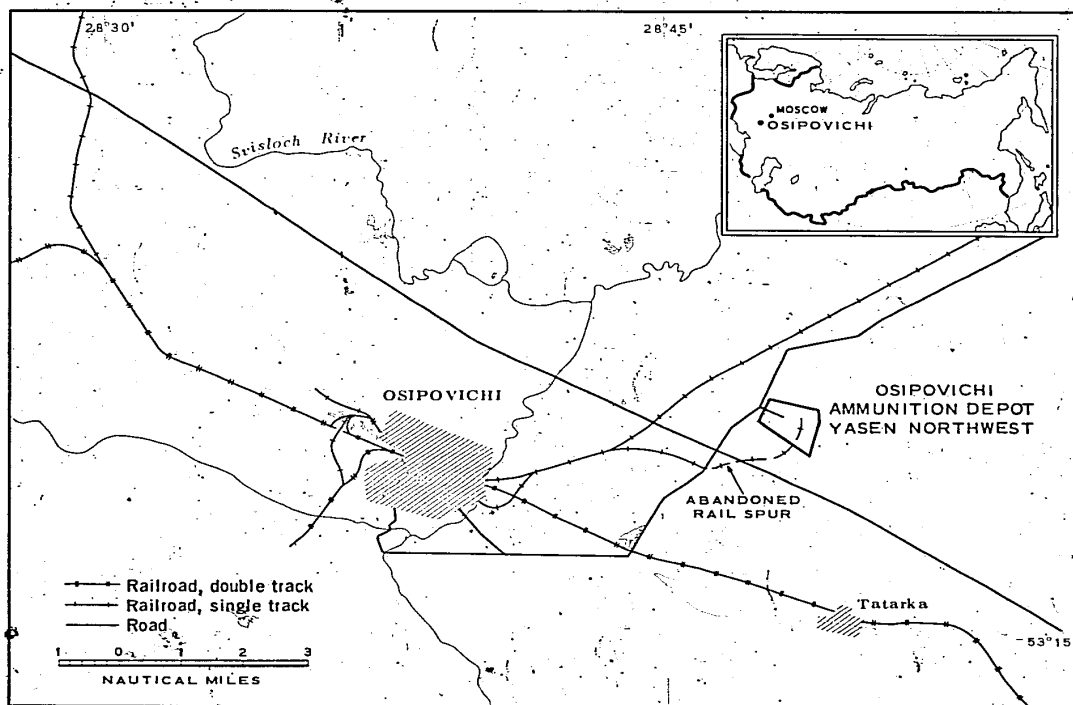 28°30'
28°45'
MOSCOW
OSIPOVICHI
Svisloch River
OSIPOVICHI
OSIPOVICHI
AMMUNITION DEPOT
YASEN NORTHWEST
ABANDONED
RAIL SPUR
Railroad, double track
Railroad, single track
Road
Tatarka
53°15'
1 0 1 2 3
NAUTICAL MILES